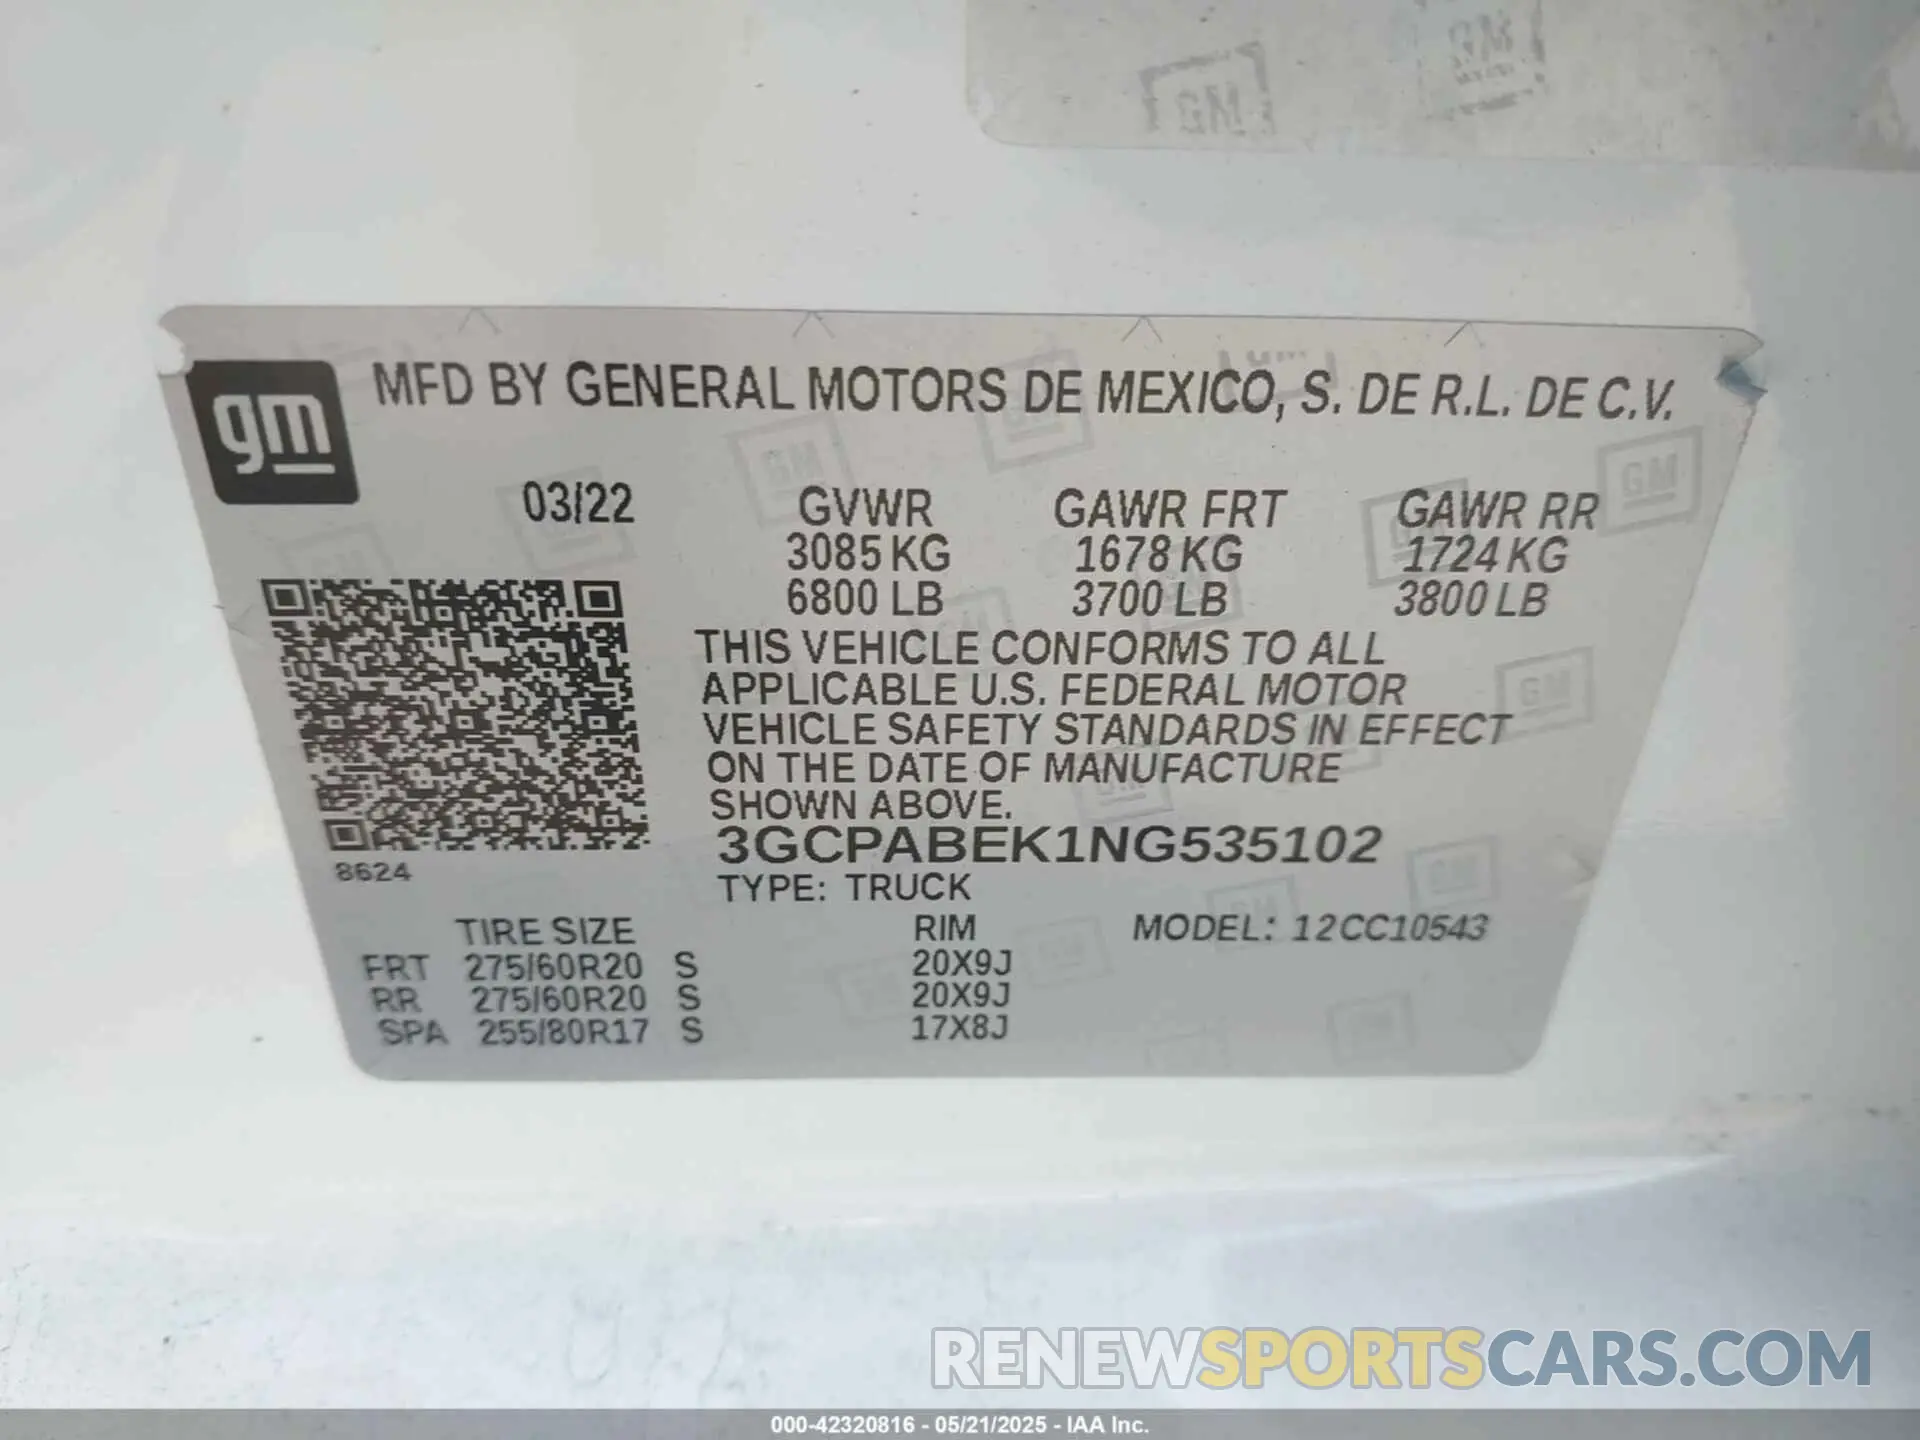 gm
MFD BY GENERAL MOTORS DE MEXICO, S. DE R.L. DE C.V.
03/22 GVWR GAWR FRT GAWR RR
3085 KG 1678 KG 1724 KG
6800 LB 3700 LB 3800 LB
THIS VEHICLE CONFORMS TO ALL
APPLICABLE U.S. FEDERAL MOTOR
VEHICLE SAFETY STANDARDS IN EFFECT
ON THE DATE OF MANUFACTURE
SHOWN ABOVE.
3GCPABEK1NG535102
8624
TYPE: TRUCK
TIRE SIZE RIM MODEL: 12CC10543
FRT 275/60R20 S 20X9J
RR 275/60R20 S 20X9J
SPA 255/80R17 S 17X8J
RENEWSPORTSCARS.COM
000-42320816 - 05/21/2025 - IAA Inc.